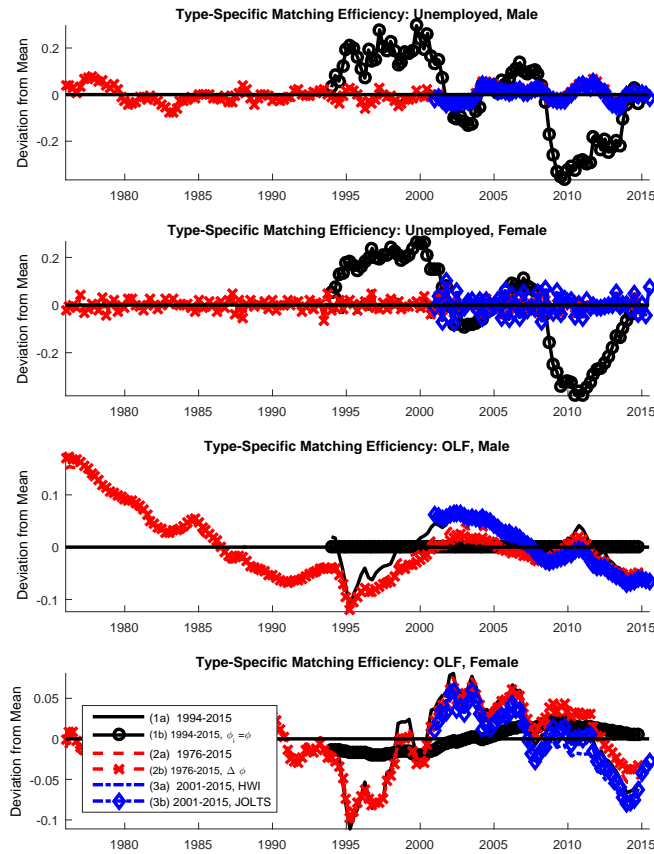 Type-Specific Matching Efficiency: Unemployed, Male
Deviation from Mean
0.2
0
-0.2
1980 1985 1990 1995 2000 2005 2010 2015
Type-Specific Matching Efficiency: Unemployed, Female
Deviation from Mean
0.2
0
-0.2
1980 1985 1990 1995 2000 2005 2010 2015
Type-Specific Matching Efficiency: OLF, Male
Deviation from Mean
0.1
0
-0.1
1980 1985 1990 1995 2000 2005 2010 2015
Type-Specific Matching Efficiency: OLF, Female
Deviation from Mean
0.05
0
-0.05
-0.1
(1a) 1994-2015
(1b) 1994-2015, ϕ_i=ϕ
(2a) 1976-2015
(2b) 1976-2015, Δ ϕ
(3a) 2001-2015, HWI
(3b) 2001-2015, JOLTS
1980 1985 1990 1995 2000 2005 2010 2015